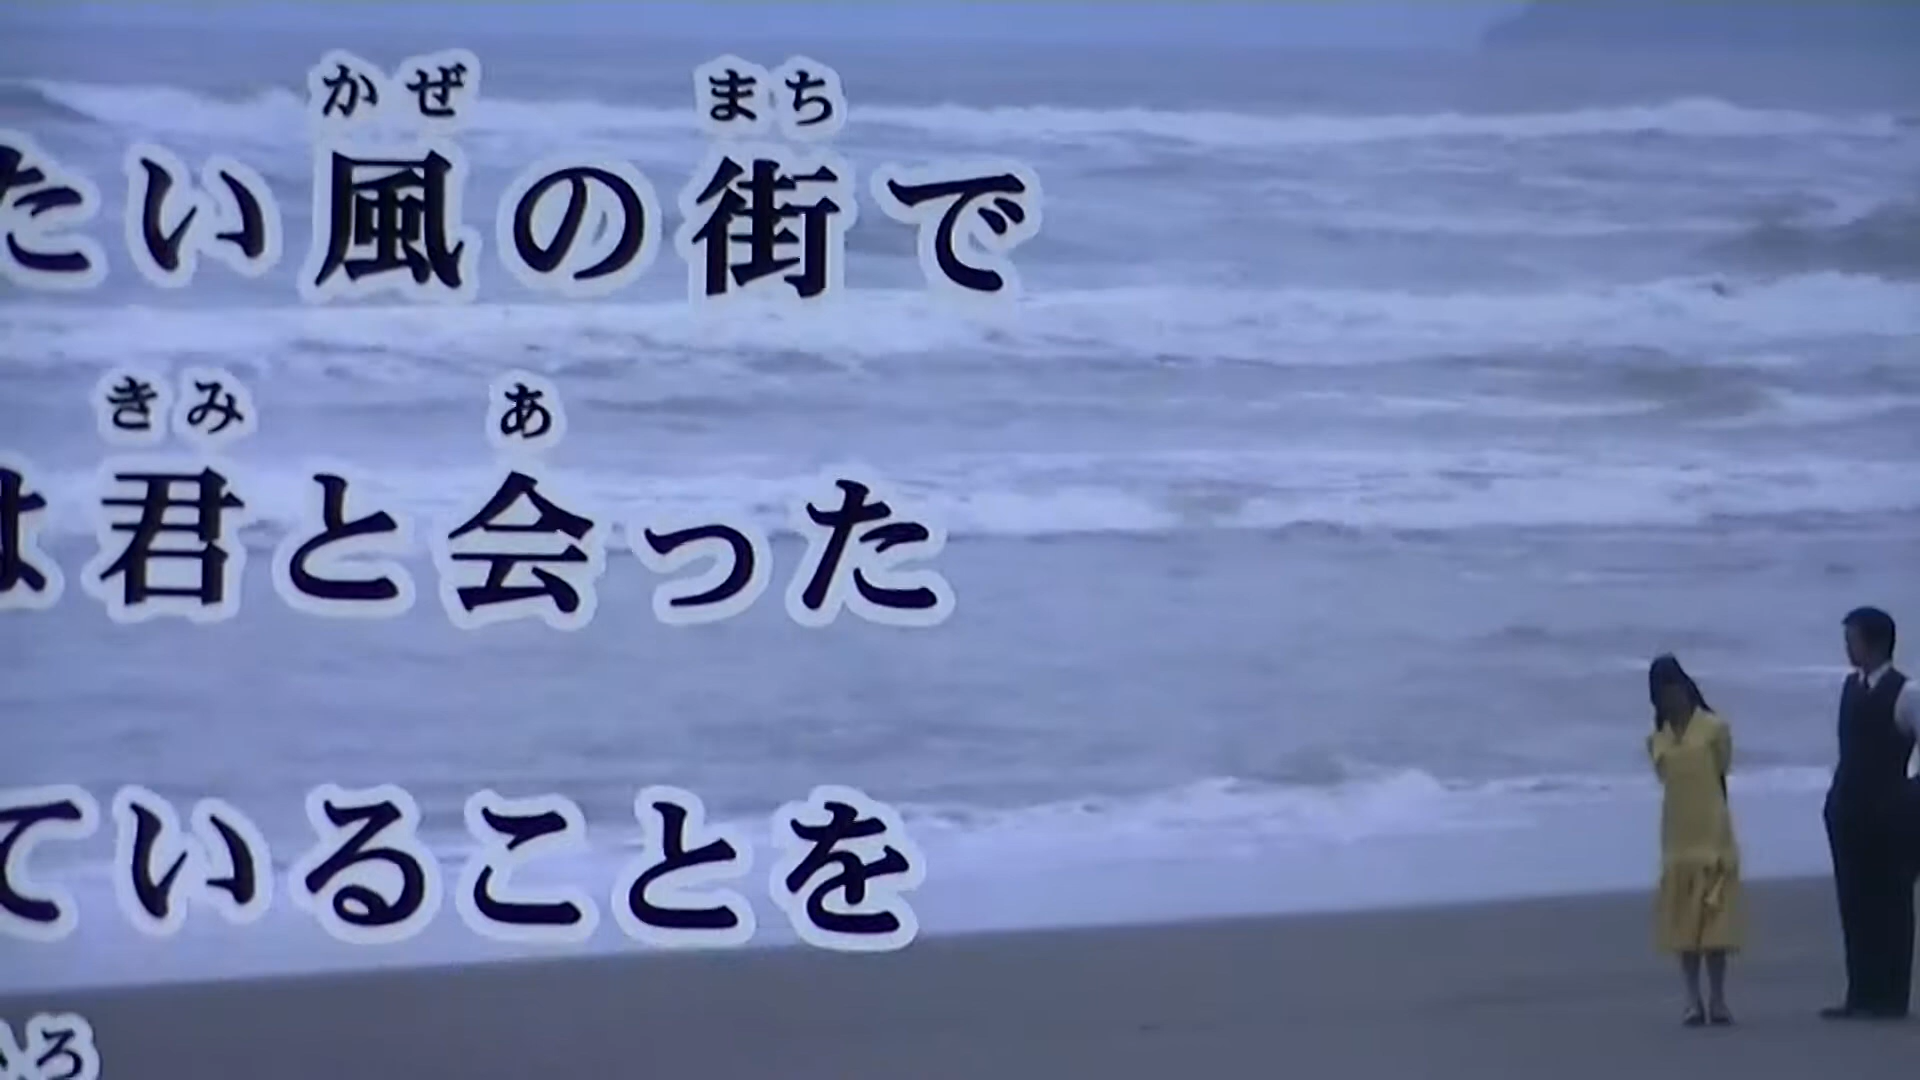 かぜ まち
たい風の街で
きみ あ
は君と会った
ていることを
ろ